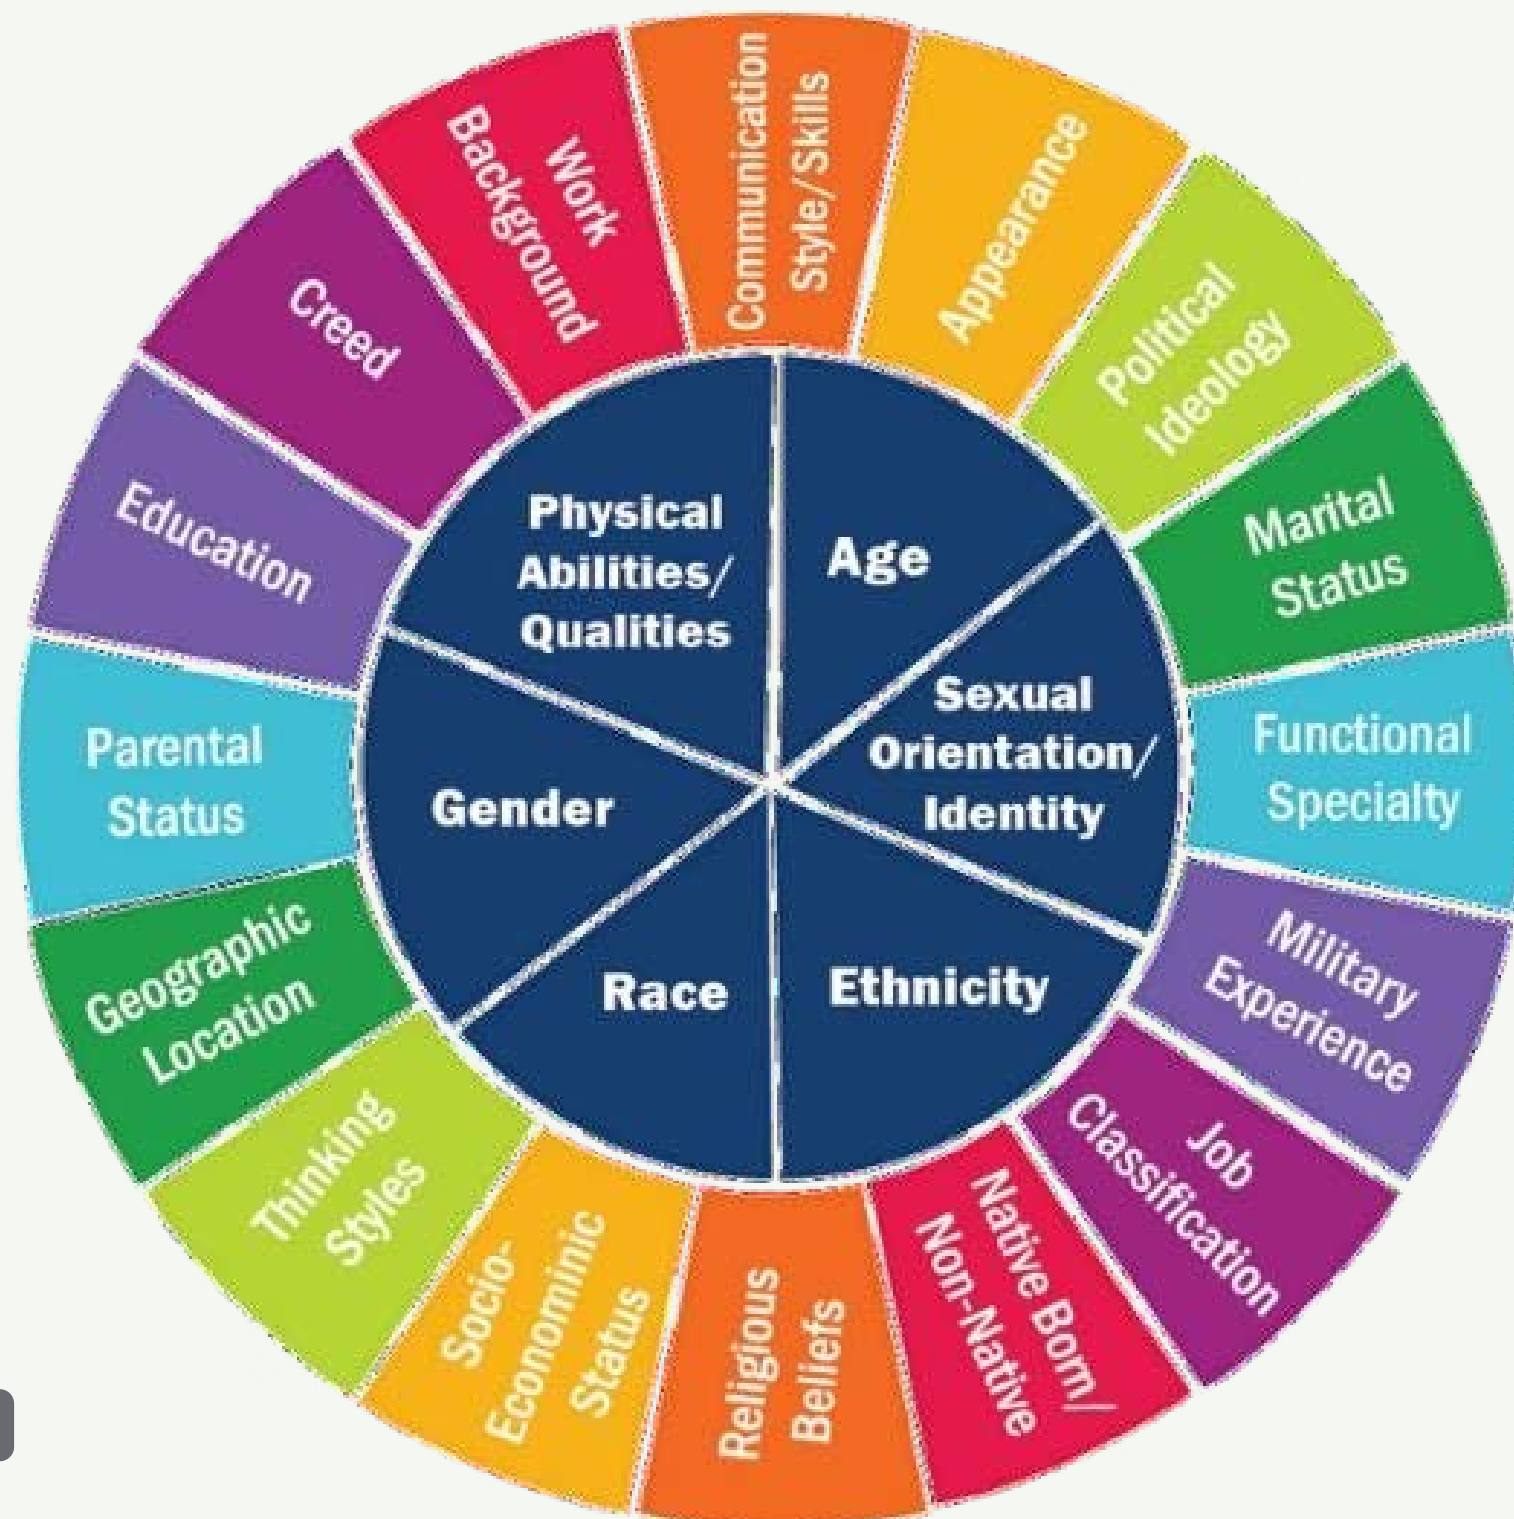 Communication
Style/Skills
Appearance
Political
Ideology
Marital
Status
Functional
Specialty
Military
Experience
Job
Classification
Native Born/
Non-Native
Religious
Beliefs
Socio-
Econominic
Status
Thinking
Styles
Geographic
Location
Parental
Status
Education
Creed
Work
Background
Physical
Abilities/
Qualities
Age
Sexual
Orientation/
Identity
Ethnicity
Race
Gender